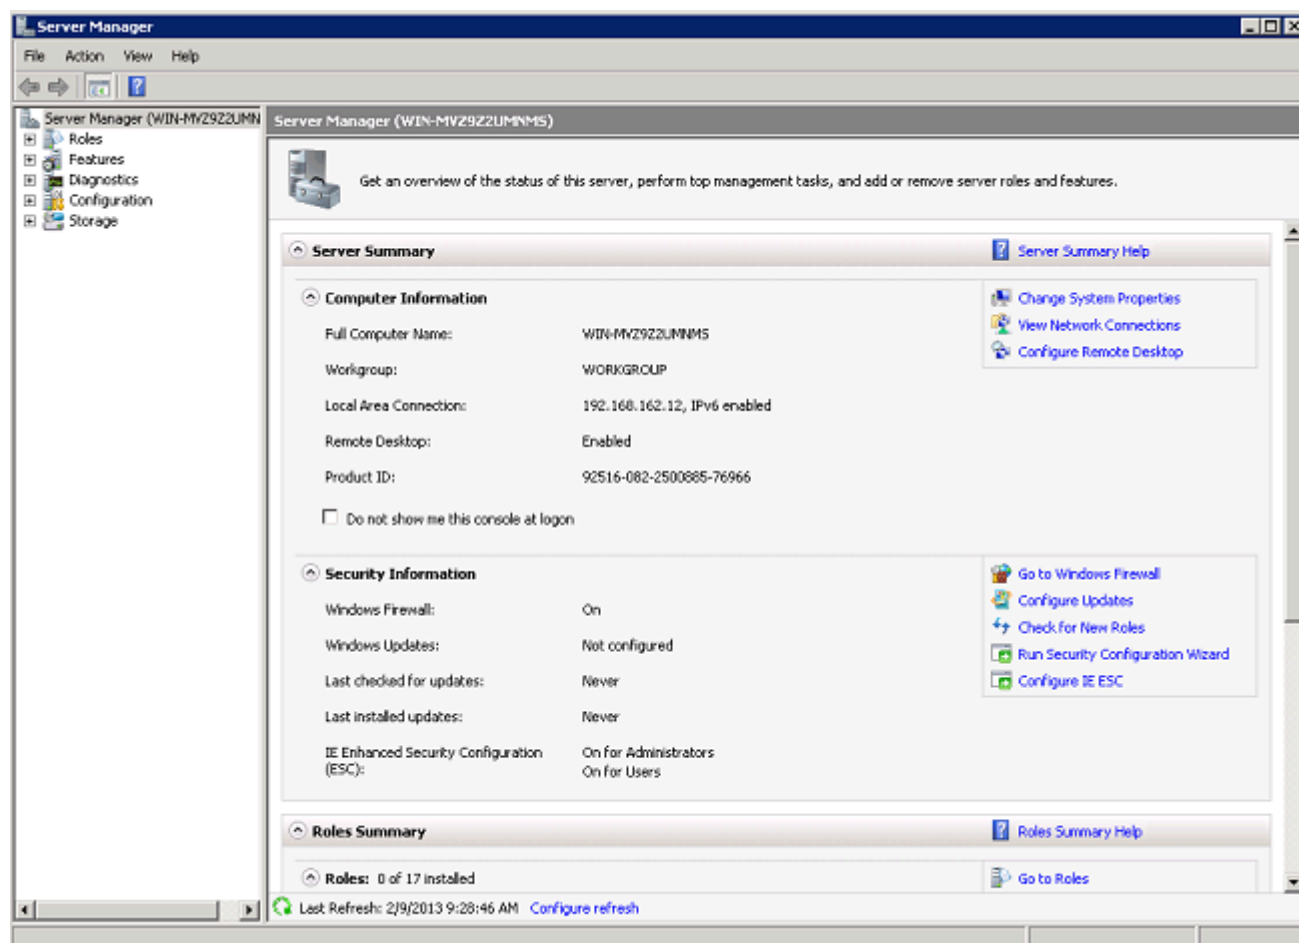 Server Manager
File Action View Help
Server Manager (WIN-MVZ9Z2UMN
Roles
Features
Diagnostics
Configuration
Storage
Server Manager (WIN-MVZ9Z2UMNMS)
Get an overview of the status of this server, perform top management tasks, and add or remove server roles and features.
Server Summary
Server Summary Help
Computer Information
Change System Properties
View Network Connections
Configure Remote Desktop
Full Computer Name: WIN-MVZ9Z2UMNMS
Workgroup: WORKGROUP
Local Area Connection: 192.168.162.12, IPv6 enabled
Remote Desktop: Enabled
Product ID: 92516-082-2500885-76966
Do not show me this console at logon
Security Information
Go to Windows Firewall
Configure Updates
Check for New Roles
Run Security Configuration Wizard
Configure IE ESC
Windows Firewall: On
Windows Updates: Not configured
Last checked for updates: Never
Last installed updates: Never
IE Enhanced Security Configuration On for Administrators
(ESC): On for Users
Roles Summary
Roles Summary Help
Roles: 0 of 17 installed
Go to Roles
Last Refresh: 2/9/2013 9:28:46 AM Configure refresh